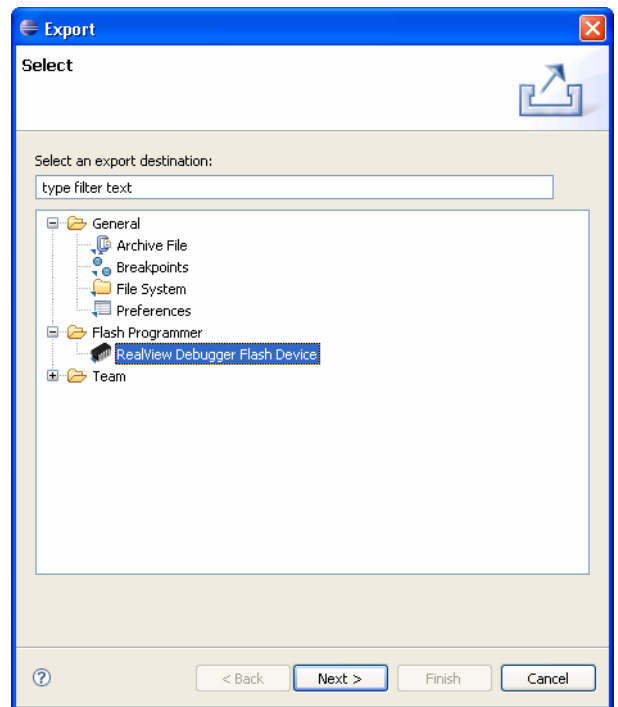 Export
Select
Select an export destination:
type filter text
General
Archive File
Breakpoints
File System
Preferences
Flash Programmer
RealView Debugger Flash Device
Team
? < Back Next > Finish Cancel